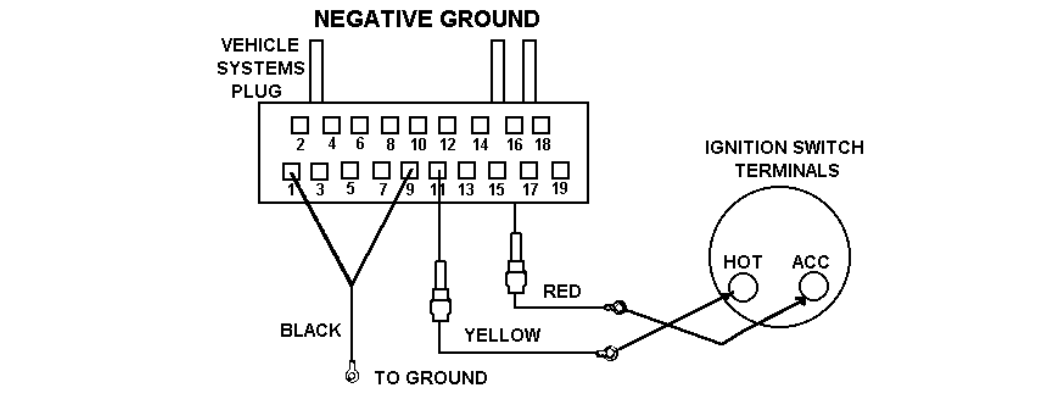 NEGATIVE GROUND
VEHICLE
SYSTEMS
PLUG
2 4 6 8 10 12 14 16 18
1 3 5 7 9 11 13 15 17 19
IGNITION SWITCH
TERMINALS
HOT ACC
RED
BLACK
YELLOW
TO GROUND